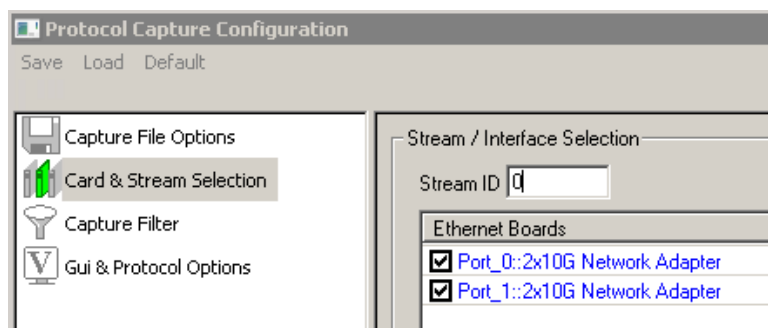 Protocol Capture Configuration
Save Load Default
Capture File Options
Card & Stream Selection
Capture Filter
V Gui & Protocol Options
Stream / Interface Selection
Stream ID 0
Ethernet Boards
Port_0::2x10G Network Adapter
Port_1::2x10G Network Adapter